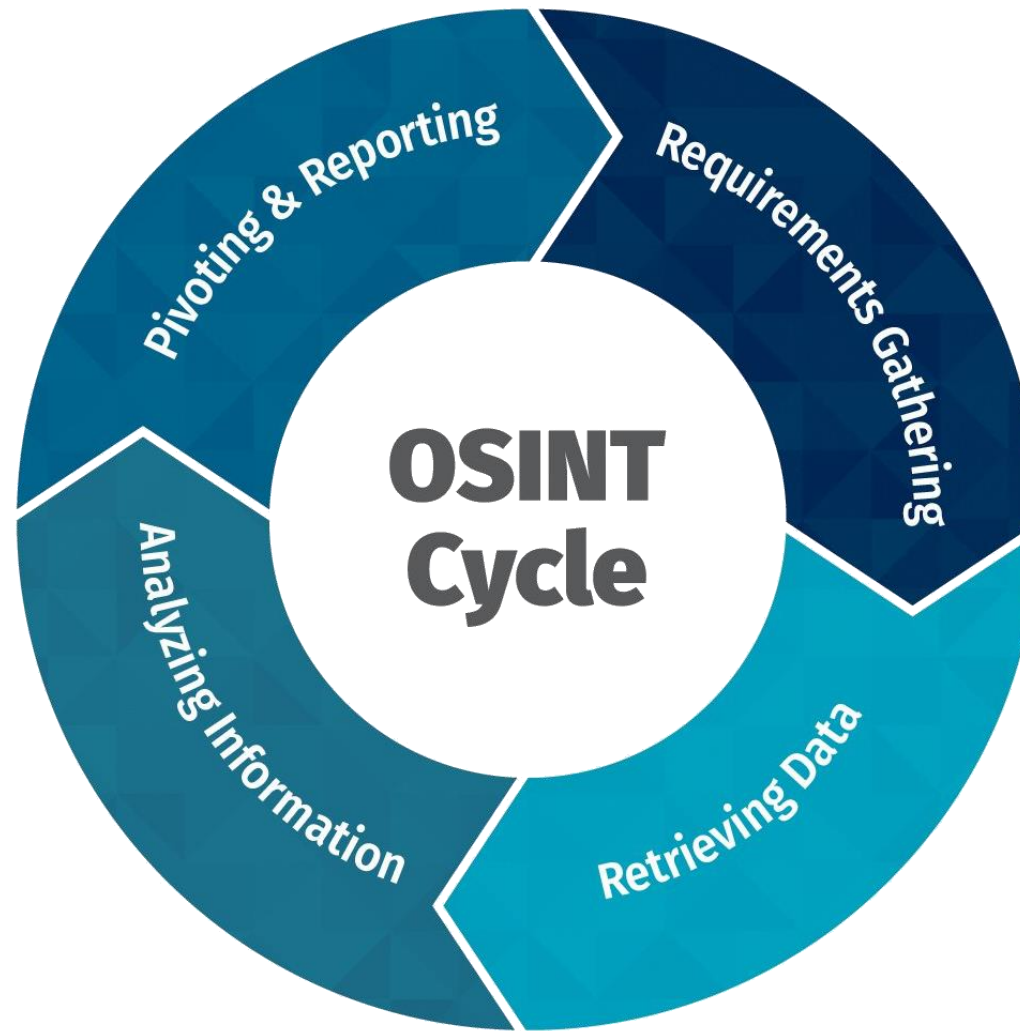 OSINT
Cycle
Requirements Gathering
Retrieving Data
Analyzing Information
Pivoting & Reporting